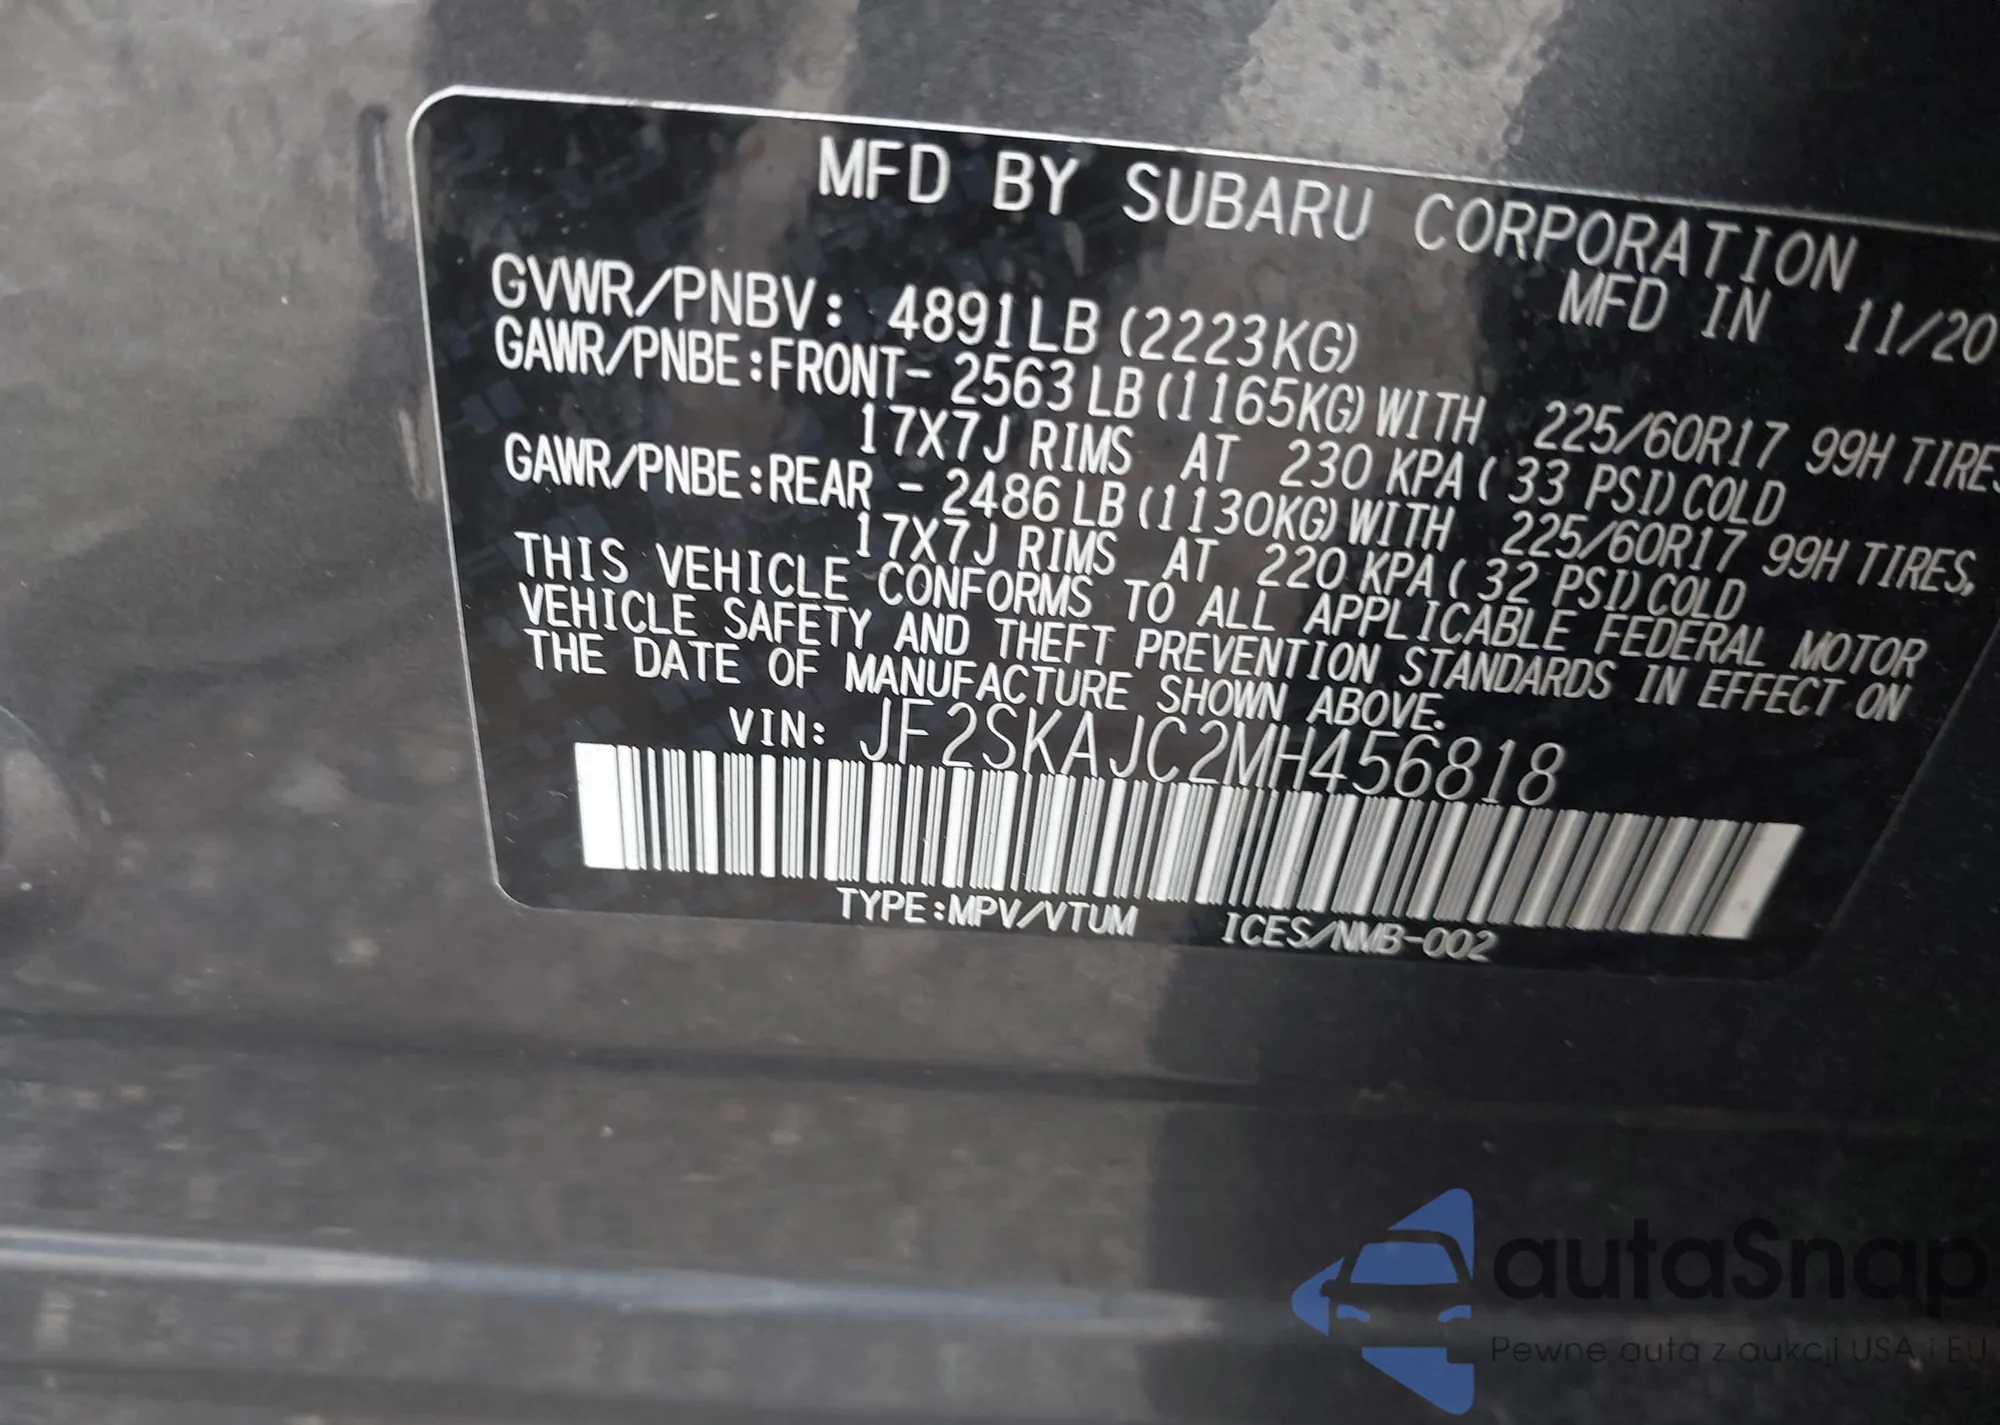 MFD BY SUBARU CORPORATION
MFD IN 11/20
GVWR/PNBV: 4891LB (2223KG)
GAWR/PNBE:FRONT- 2563 LB (1165KG) WITH 225/60R17 99H TIRES
17X7J RIMS AT 230 KPA ( 33 PSI) COLD
GAWR/PNBE:REAR - 2486 LB (1130KG) WITH 225/60R17 99H TIRES,
17X7J RIMS AT 220 KPA ( 32 PSI) COLD
THIS VEHICLE CONFORMS TO ALL APPLICABLE FEDERAL MOTOR
VEHICLE SAFETY AND THEFT PREVENTION STANDARDS IN EFFECT ON
THE DATE OF MANUFACTURE SHOWN ABOVE.
VIN: JF2SKAJC2MH456818
TYPE:MPV/VTUM ICES/NMB-002
autaSnap
Pewne auta z aukcji USA i EU